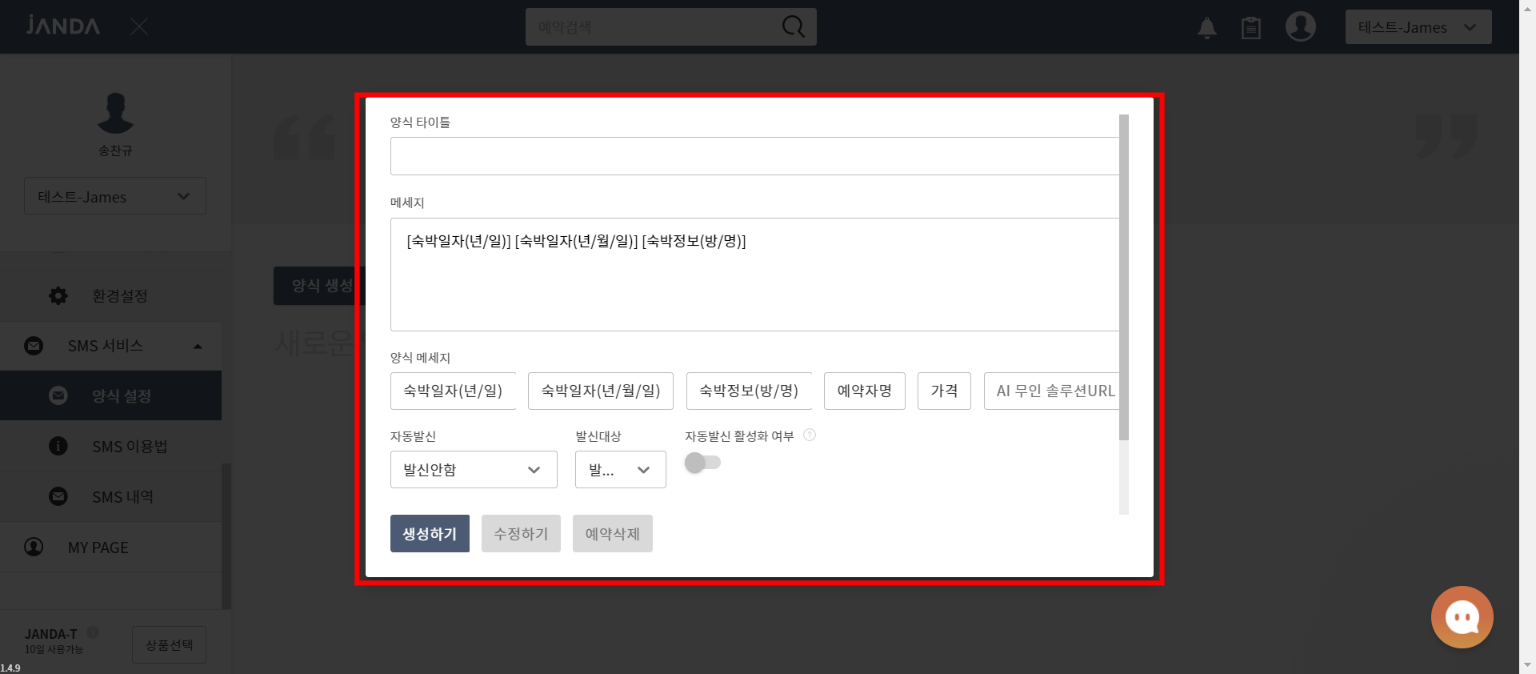 JANDA
예약검색
테스트-James
송찬규
테스트-James
환경설정
SMS 서비스
양식 설정
SMS 이용법
SMS 내역
MY PAGE
JANDA-T
10일 사용가능
상품선택
1.4.9
양식 생성
새로운
양식 타이틀
메세지
[숙박일자(년/일)] [숙박일자(년/월/일)] [숙박정보(방/명)]
양식 메세지
숙박일자(년/일) 숙박일자(년/월/일) 숙박정보(방/명) 예약자명 가격 AI 무인 솔루션URL
자동발신 발신대상 자동발신 활성화 여부
발신안함 발...
생성하기 수정하기 예약삭제